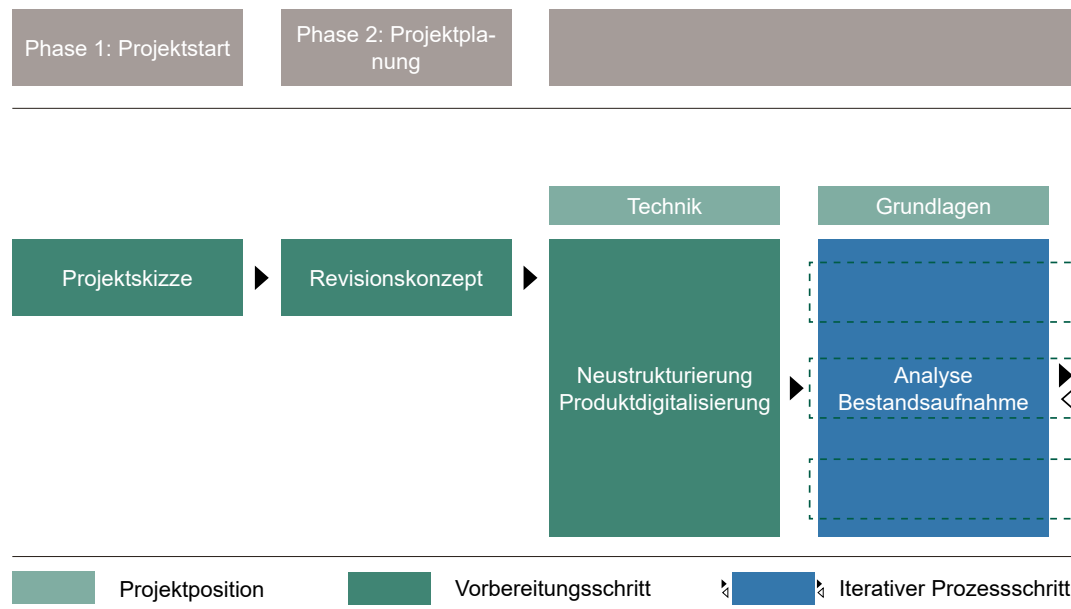 Phase 1: Projektstart
Phase 2: Projektpla-
nung
Technik
Grundlagen
Projektskizze
Revisionskonzept
Neustrukturierung
Produktdigitalisierung
Analyse
Bestandsaufnahme
Projektposition
Vorbereitungsschritt
Iterativer Prozessschritt